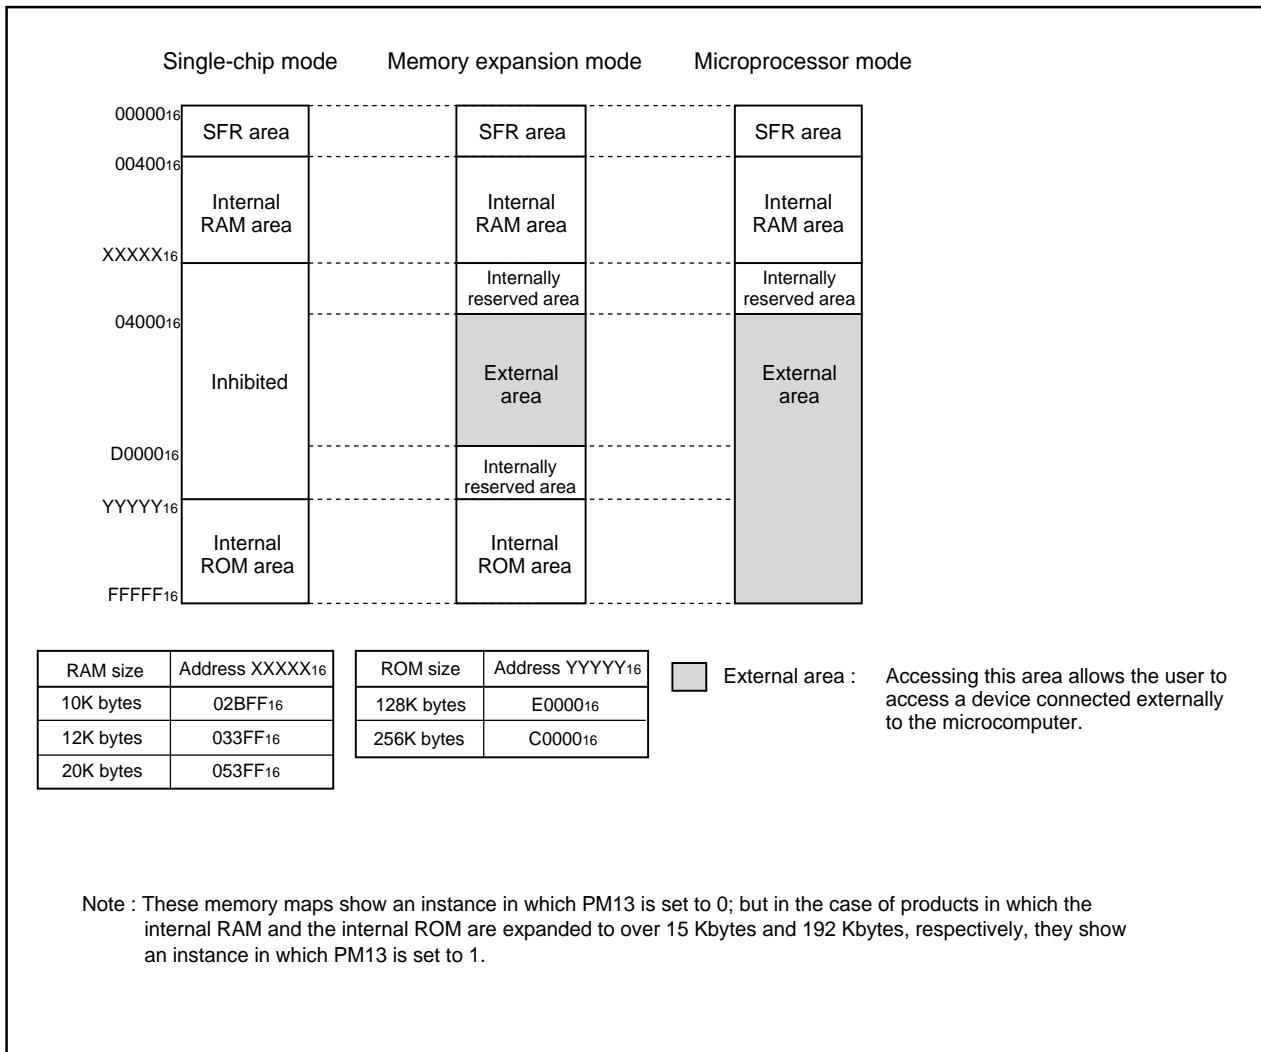 Single-chip mode
Memory expansion mode
Microprocessor mode
00000₁₆
SFR area
SFR area
SFR area
00400₁₆
Internal
RAM area
Internal
RAM area
Internal
RAM area
XXXXX₁₆
Internally
reserved area
Internally
reserved area
04000₁₆
Inhibited
External
area
External
area
D0000₁₆
Internally
reserved area
YYYYY₁₆
Internal
ROM area
Internal
ROM area
FFFFF₁₆
RAM size Address XXXXX₁₆
10K bytes 02BFF₁₆
12K bytes 033FF₁₆
20K bytes 053FF₁₆
ROM size Address YYYYY₁₆
128K bytes E0000₁₆
256K bytes C0000₁₆
External area : Accessing this area allows the user to
access a device connected externally
to the microcomputer.
Note : These memory maps show an instance in which PM13 is set to 0; but in the case of products in which the
internal RAM and the internal ROM are expanded to over 15 Kbytes and 192 Kbytes, respectively, they show
an instance in which PM13 is set to 1.